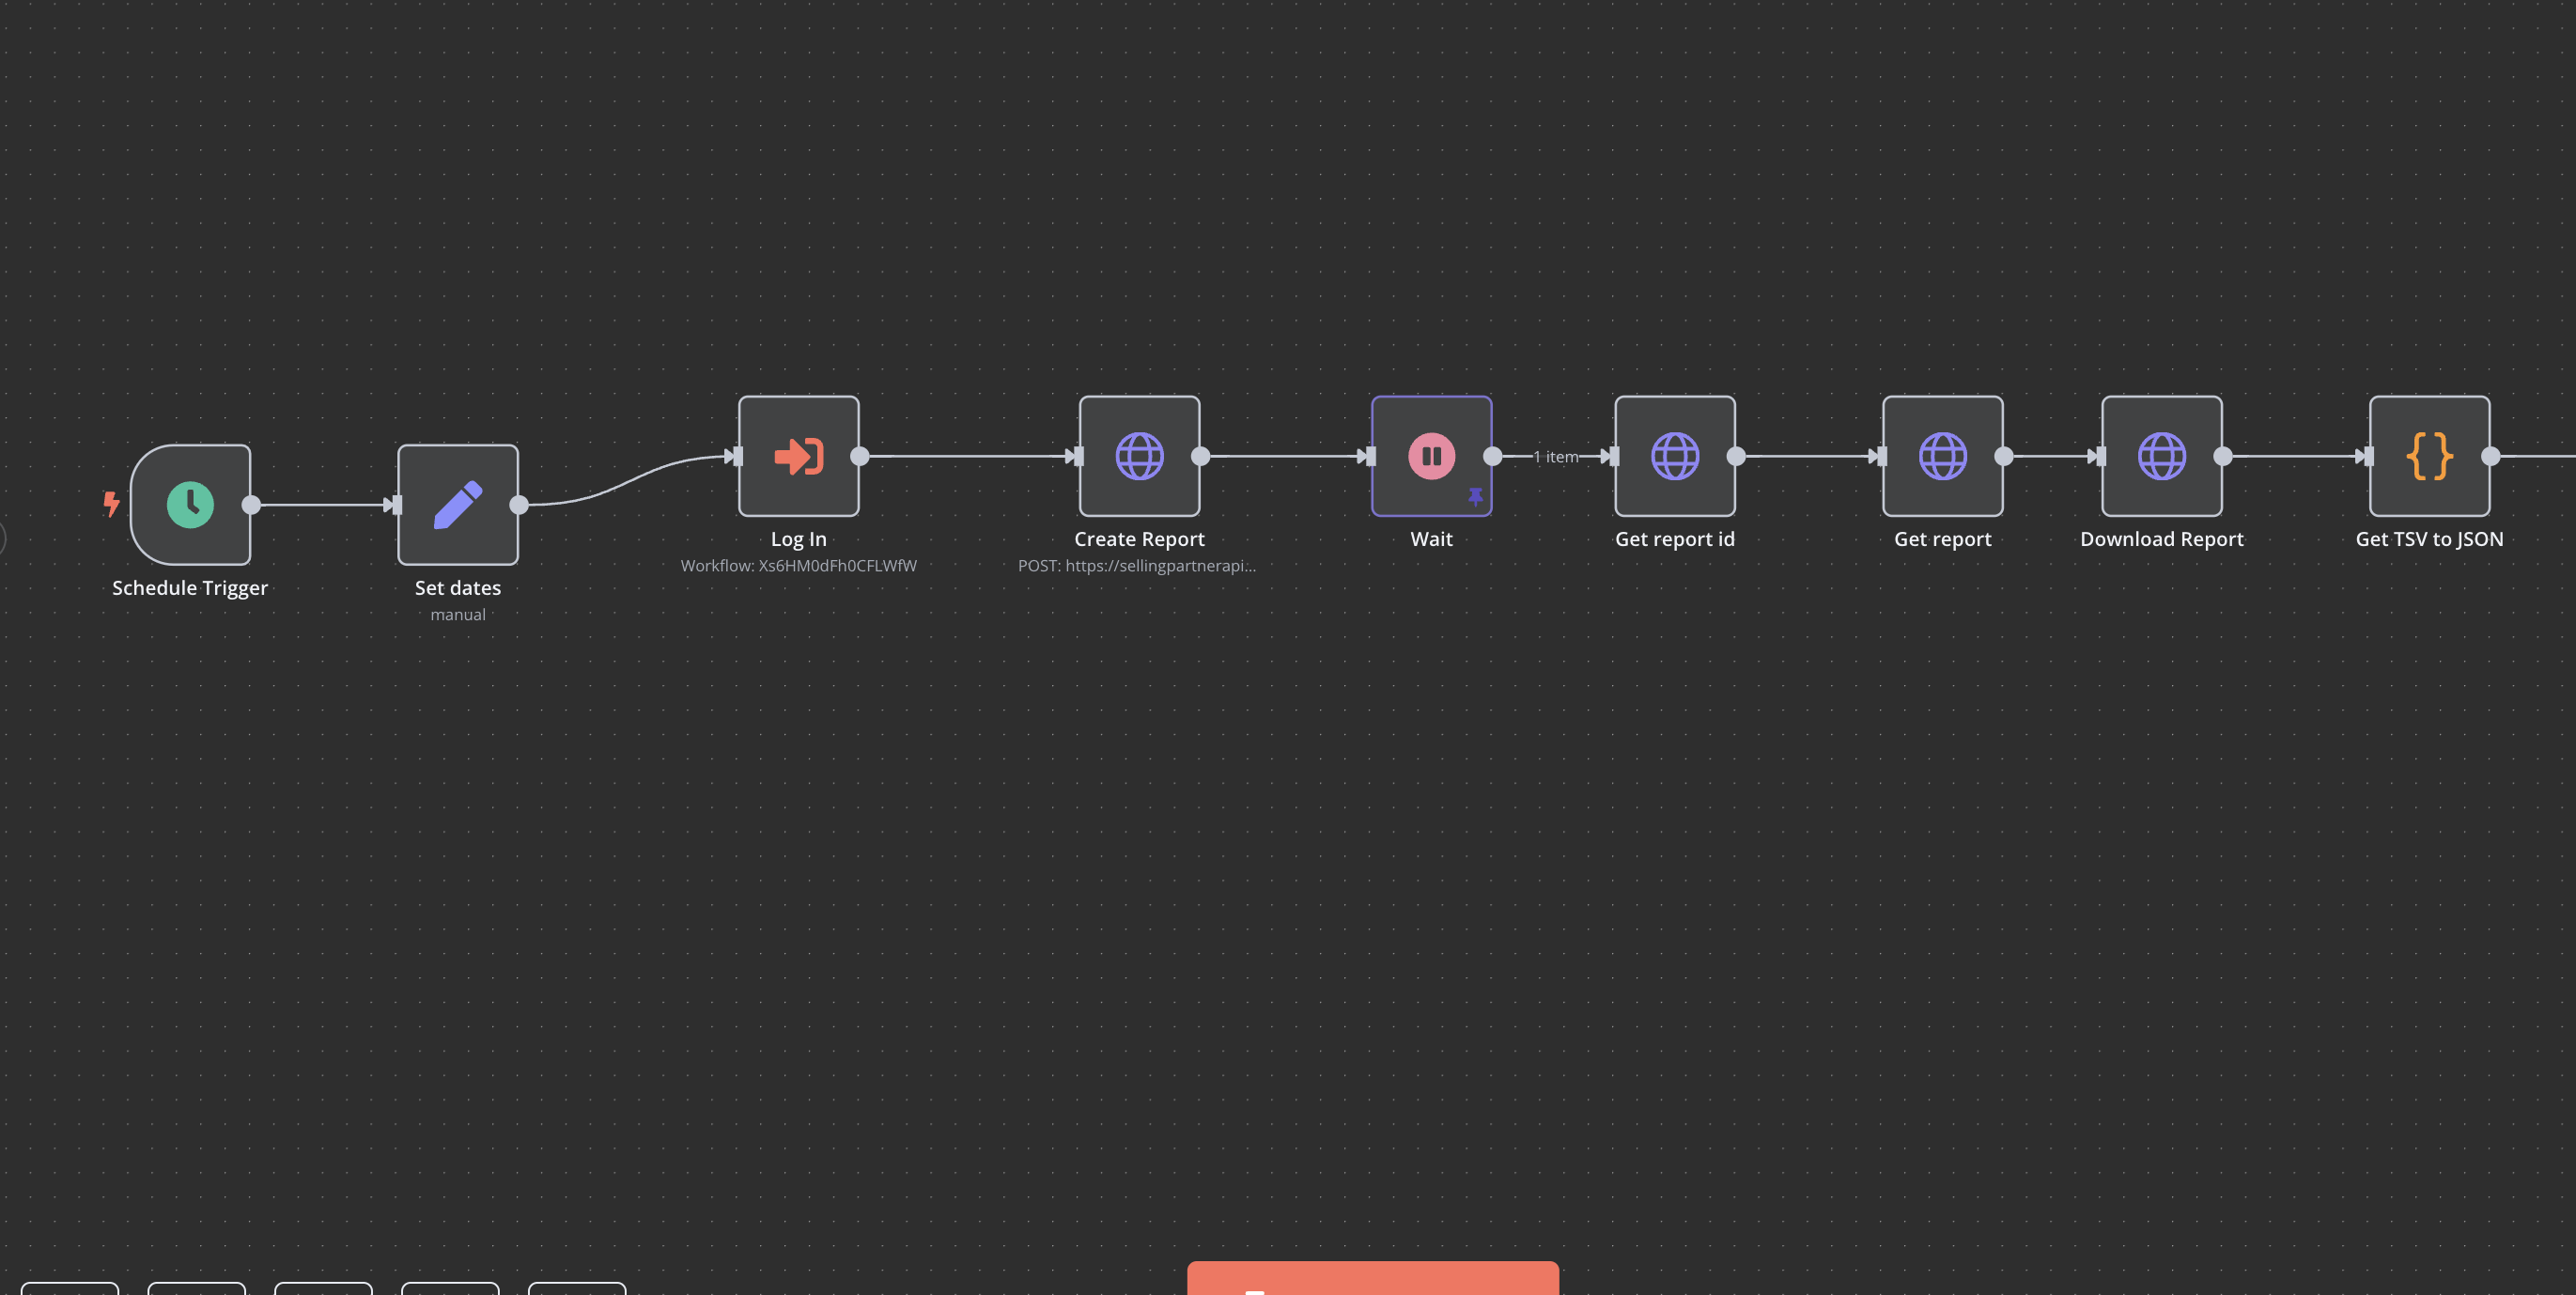 1 item
Log In
Create Report
Wait
Get report id
Get report
Download Report
Get TSV to JSON
Workflow: Xs6HM0dFh0CFLWfW
POST: https://sellingpartnerapi...
Schedule Trigger
Set dates
manual